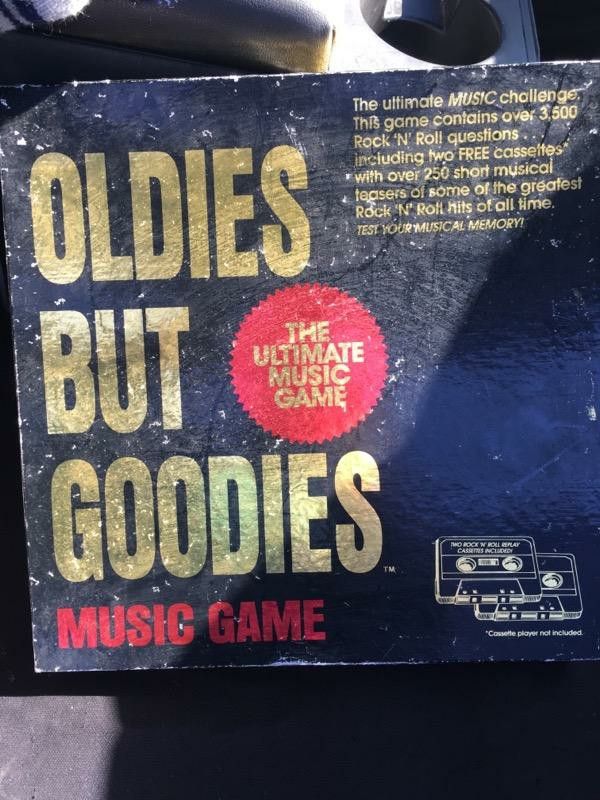 The ultimate MUSIC challenge.
This game contains over 3,500
Rock 'N' Roll questions . . .
including two FREE cassettes*
with over 250 short musical
teasers of some of the greatest
Rock 'N' Roll hits of all time.
TEST YOUR MUSICAL MEMORY!
OLDIES
BUT
GOODIES
TM
THE
ULTIMATE
MUSIC
GAME
MUSIC GAME
TWO ROCK 'N' ROLL REPLAY
CASSETTES INCLUDED!
*Cassette player not included.